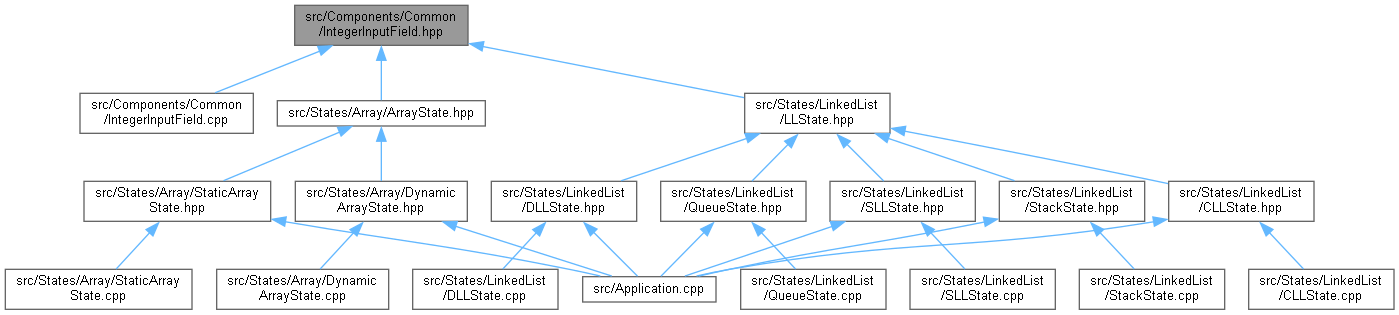 src/Components/Common
/IntegerInputField.hpp
src/Components/Common
/IntegerInputField.cpp
src/States/Array/ArrayState.hpp
src/States/LinkedList
/LLState.hpp
src/States/Array/StaticArray
State.hpp
src/States/Array/Dynamic
ArrayState.hpp
src/States/LinkedList
/DLLState.hpp
src/States/LinkedList
/QueueState.hpp
src/States/LinkedList
/SLLState.hpp
src/States/LinkedList
/StackState.hpp
src/States/LinkedList
/CLLState.hpp
src/States/Array/StaticArray
State.cpp
src/States/Array/Dynamic
ArrayState.cpp
src/States/LinkedList
/DLLState.cpp
src/Application.cpp
src/States/LinkedList
/QueueState.cpp
src/States/LinkedList
/SLLState.cpp
src/States/LinkedList
/StackState.cpp
src/States/LinkedList
/CLLState.cpp